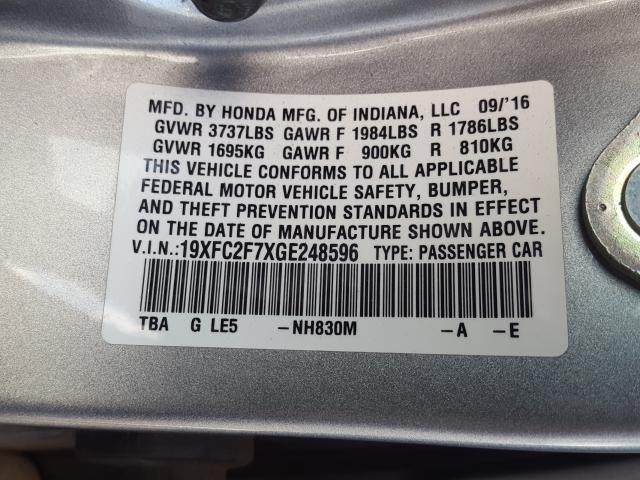 MFD. BY HONDA MFG. OF INDIANA, LLC 09/'16
GVWR 3737LBS GAWR F 1984LBS R 1786LBS
GVWR 1695KG GAWR F 900KG R 810KG
THIS VEHICLE CONFORMS TO ALL APPLICABLE
FEDERAL MOTOR VEHICLE SAFETY, BUMPER,
AND THEFT PREVENTION STANDARDS IN EFFECT
ON THE DATE OF MANUFACTURE SHOWN ABOVE.
V.I.N.:19XFC2F7XGE248596 TYPE: PASSENGER CAR
TBA G LE5 -NH830M -A -E